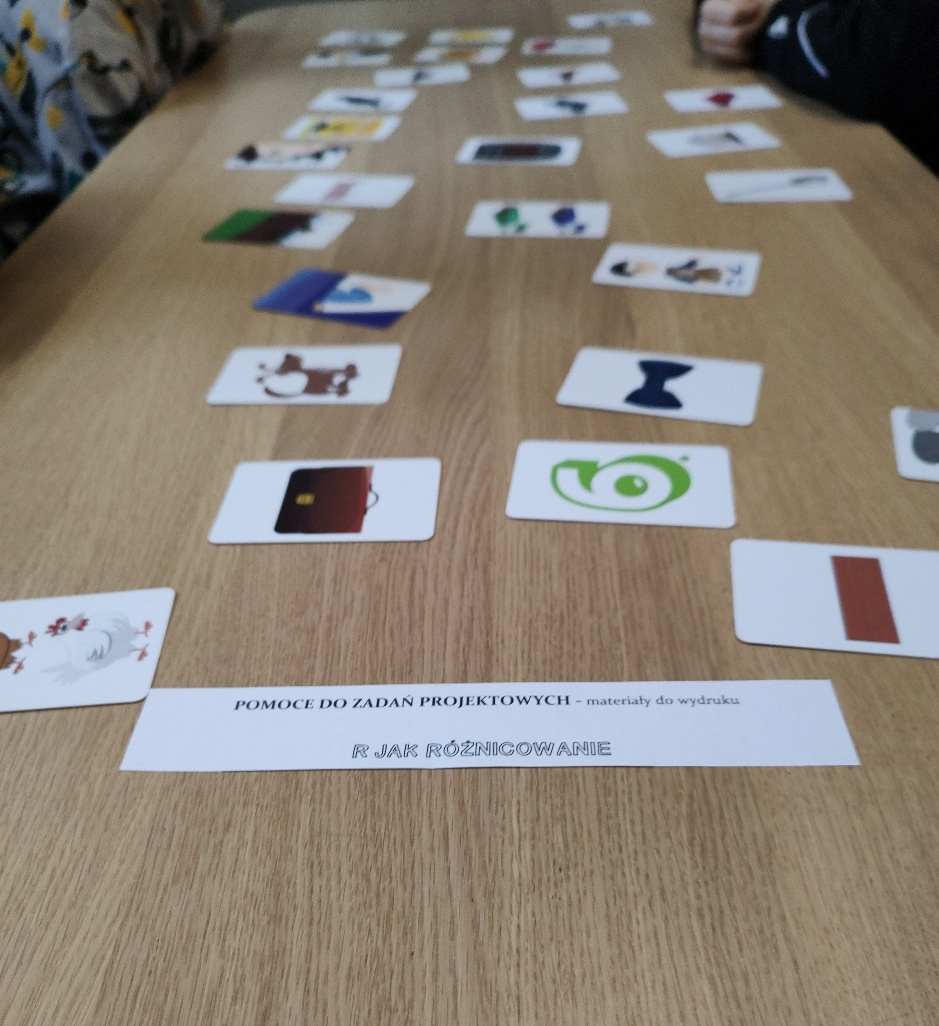 POMOCE DO ZADAŃ PROJEKTOWYCH - materiały do wydruku
R JAK RÓŻNICOWANIE